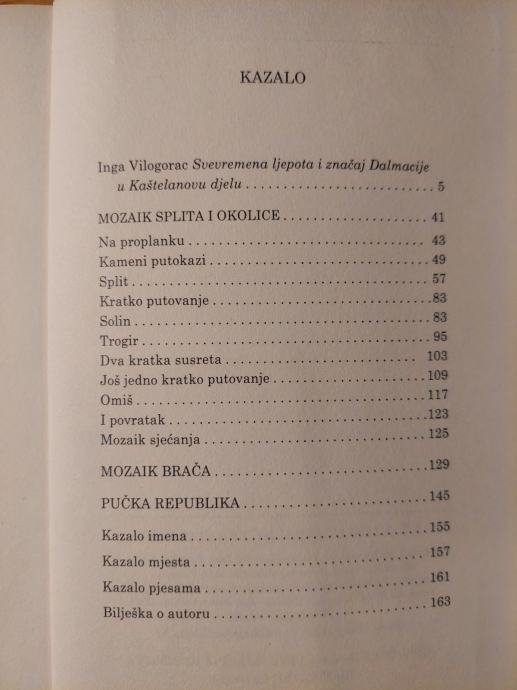 KAZALO
Inga Vilogorac Svevremena ljepota i značaj Dalmacije
u Kaštelanovu djelu . . . . . . . . . . . . . . . . . . . . . . . . . . 5
MOZAIK SPLITA I OKOLICE . . . . . . . . . . . . . . . . . . . . 41
Na proplanku . . . . . . . . . . . . . . . . . . . . . . . . . . . . . . . . . 43
Kameni putokazi . . . . . . . . . . . . . . . . . . . . . . . . . . . . . . 49
Split . . . . . . . . . . . . . . . . . . . . . . . . . . . . . . . . . . . . . . . . . 57
Kratko putovanje . . . . . . . . . . . . . . . . . . . . . . . . . . . . . . 83
Solin . . . . . . . . . . . . . . . . . . . . . . . . . . . . . . . . . . . . . . . . 83
Trogir . . . . . . . . . . . . . . . . . . . . . . . . . . . . . . . . . . . . . . . 95
Dva kratka susreta . . . . . . . . . . . . . . . . . . . . . . . . . . 103
Još jedno kratko putovanje . . . . . . . . . . . . . . . . . . . . . 109
Omiš . . . . . . . . . . . . . . . . . . . . . . . . . . . . . . . . . . . . . . . 117
I povratak . . . . . . . . . . . . . . . . . . . . . . . . . . . . . . . . . . . 123
Mozaik sjećanja . . . . . . . . . . . . . . . . . . . . . . . . . . . . . . 125
MOZAIK BRAČA . . . . . . . . . . . . . . . . . . . . . . . . . . . . . 129
PUČKA REPUBLIKA . . . . . . . . . . . . . . . . . . . . . . . . . 145
Kazalo imena . . . . . . . . . . . . . . . . . . . . . . . . . . . . . . . . 155
Kazalo mjesta . . . . . . . . . . . . . . . . . . . . . . . . . . . . . . . 157
Kazalo pjesama . . . . . . . . . . . . . . . . . . . . . . . . . . . . . . 161
Bilješka o autoru . . . . . . . . . . . . . . . . . . . . . . . . . . . . . 163